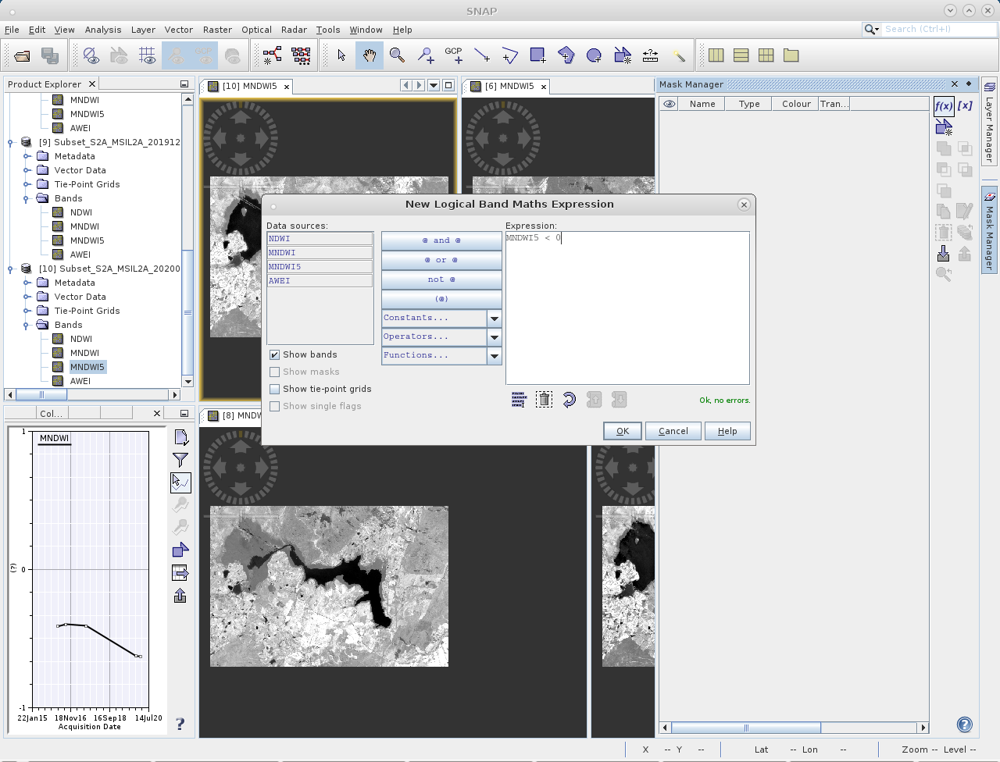 SNAP
File Edit View Analysis Layer Vector Raster Optical Radar Tools Window Help
Search (Ctrl+I)
GCP
f(x) [x]
Product Explorer
MNDWI
MNDWI5
AWEI
[9] Subset_S2A_MSIL2A_201912
Metadata
Vector Data
Tie-Point Grids
Bands
NDWI
MNDWI
MNDWI5
AWEI
[10] Subset_S2A_MSIL2A_20200
Metadata
Vector Data
Tie-Point Grids
Bands
NDWI
MNDWI
MNDWI5
AWEI
[10] MNDWI5
[6] MNDWI5
[8] MNDW
Mask Manager
Name Type Colour Tran...
Layer Manager
Mask Manager
New Logical Band Maths Expression
Data sources:
NDWI
MNDWI
MNDWI5
AWEI
Show bands
Show masks
Show tie-point grids
Show single flags
@ and @
@ or @
not @
(@)
Constants...
Operators...
Functions...
Expression:
MNDWI5 < 0
Ok, no errors.
OK Cancel Help
Col...
MNDWI
1
0
-1
(?)
22Jan15 18Nov16 16Sep18 14Jul20
Acquisition Date
X -- Y -- Lat -- Lon -- Zoom -- Level --